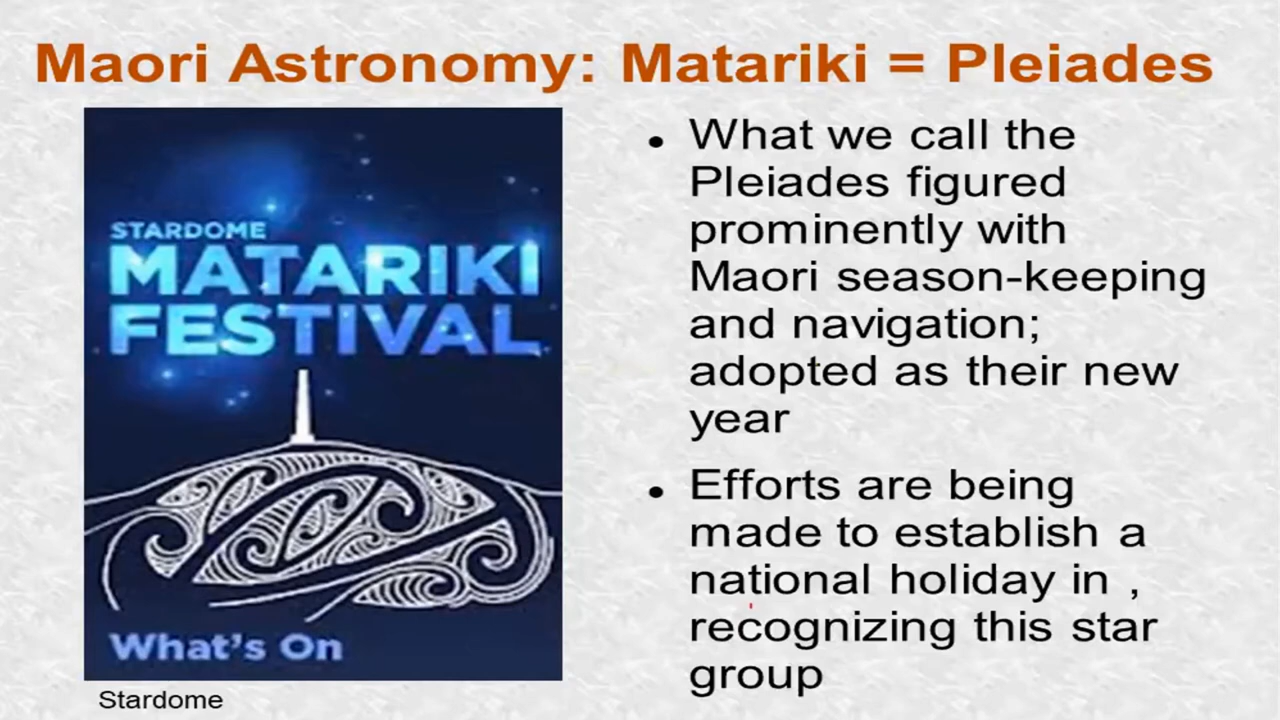 Maori Astronomy: Matariki = Pleiades
STARDOME
MATARIKI
FESTIVAL
What's On
Stardome
• What we call the
Pleiades figured
prominently with
Maori season-keeping
and navigation;
adopted as their new
year
• Efforts are being
made to establish a
national holiday in ,
recognizing this star
group